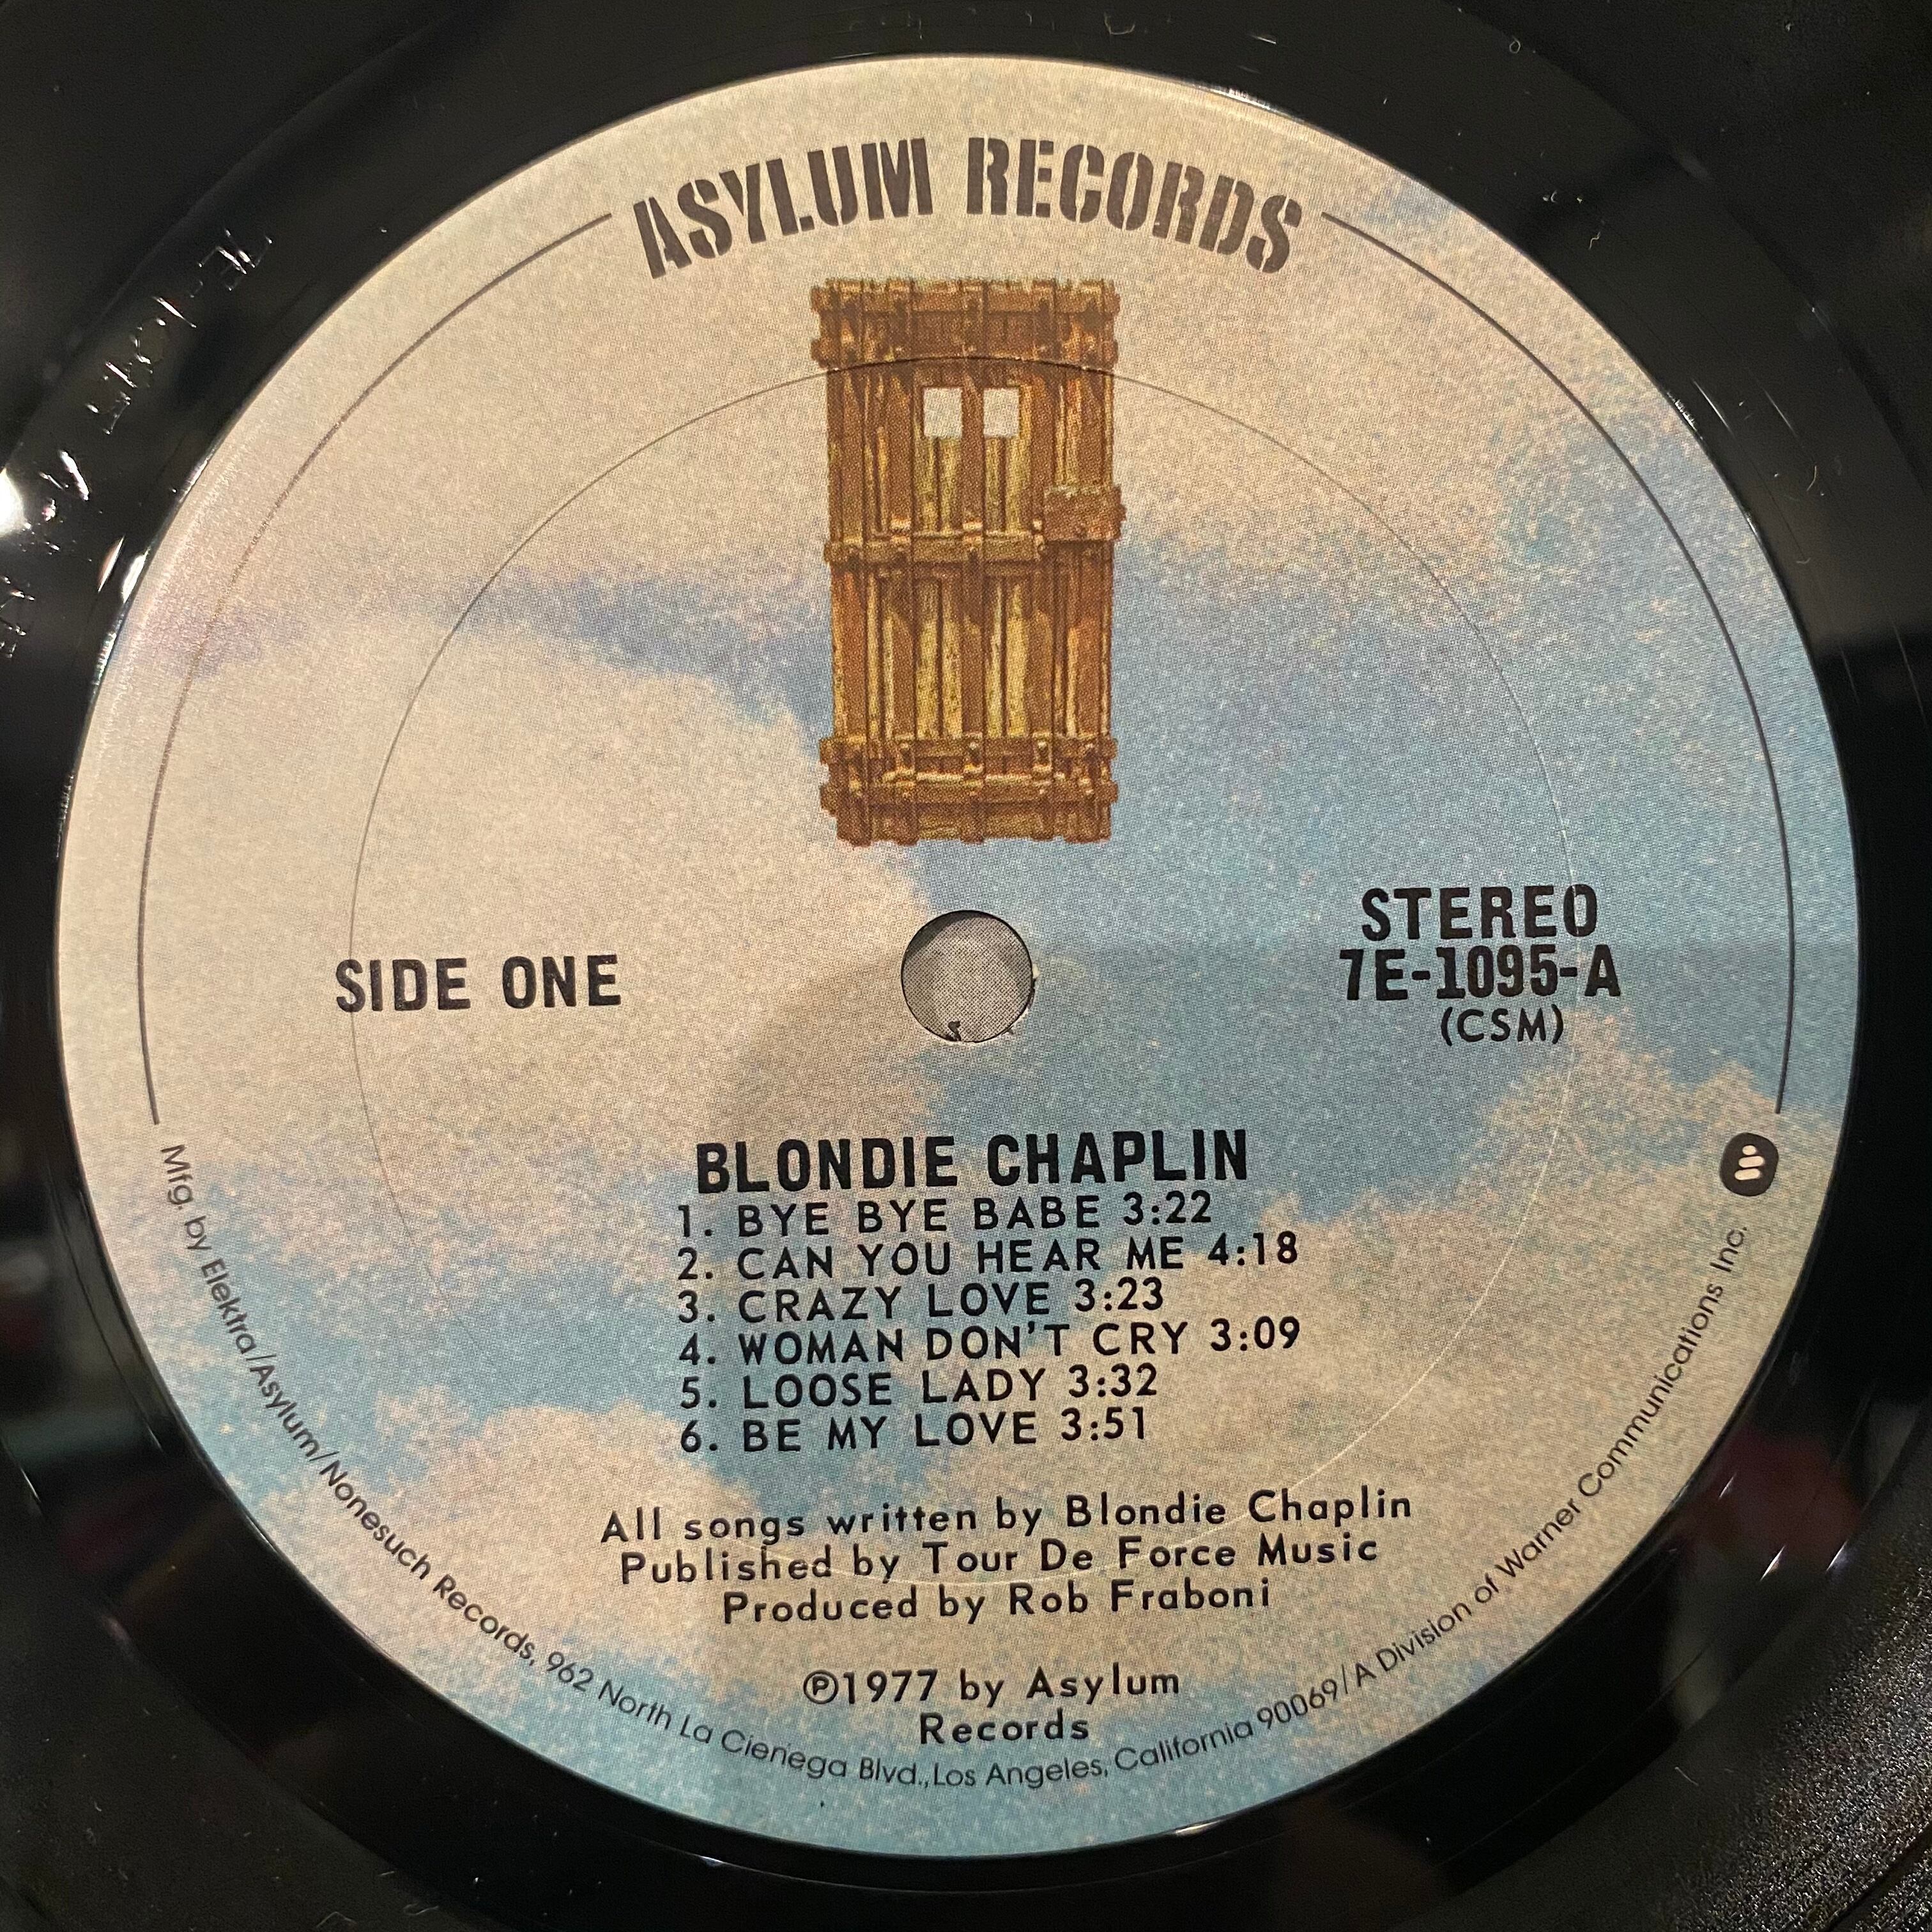 ASYLUM RECORDS
SIDE ONE
STEREO
7E-1095-A
(CSM)
BLONDIE CHAPLIN
1. BYE BYE BABE 3:22
2. CAN YOU HEAR ME 4:18
3. CRAZY LOVE 3:23
4. WOMAN DON'T CRY 3:09
5. LOOSE LADY 3:32
6. BE MY LOVE 3:51
All songs written by Blondie Chaplin
Published by Tour De Force Music
Produced by Rob Fraboni
℗1977 by Asylum
Records
Mfg. by Elektra/Asylum/Nonesuch Records, 962 North La Cienega Blvd., Los Angeles, California 90069/A Division of Warner Communications Inc.